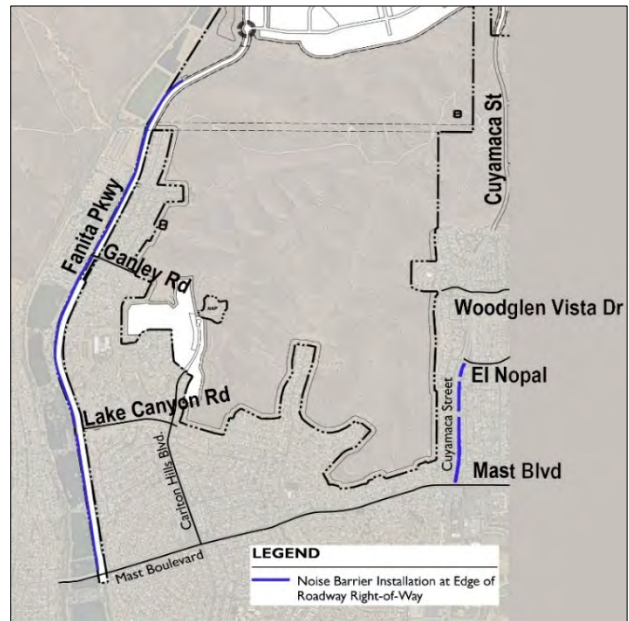 Cuyamaca St
Fanita Pkwy
Ganley Rd
Woodglen Vista Dr
El Nopal
Cuyamaca Street
Lake Canyon Rd
Carlton Hills Blvd.
Mast Blvd
Mast Boulevard
LEGEND
Noise Barrier Installation at Edge of
Roadway Right-of-Way